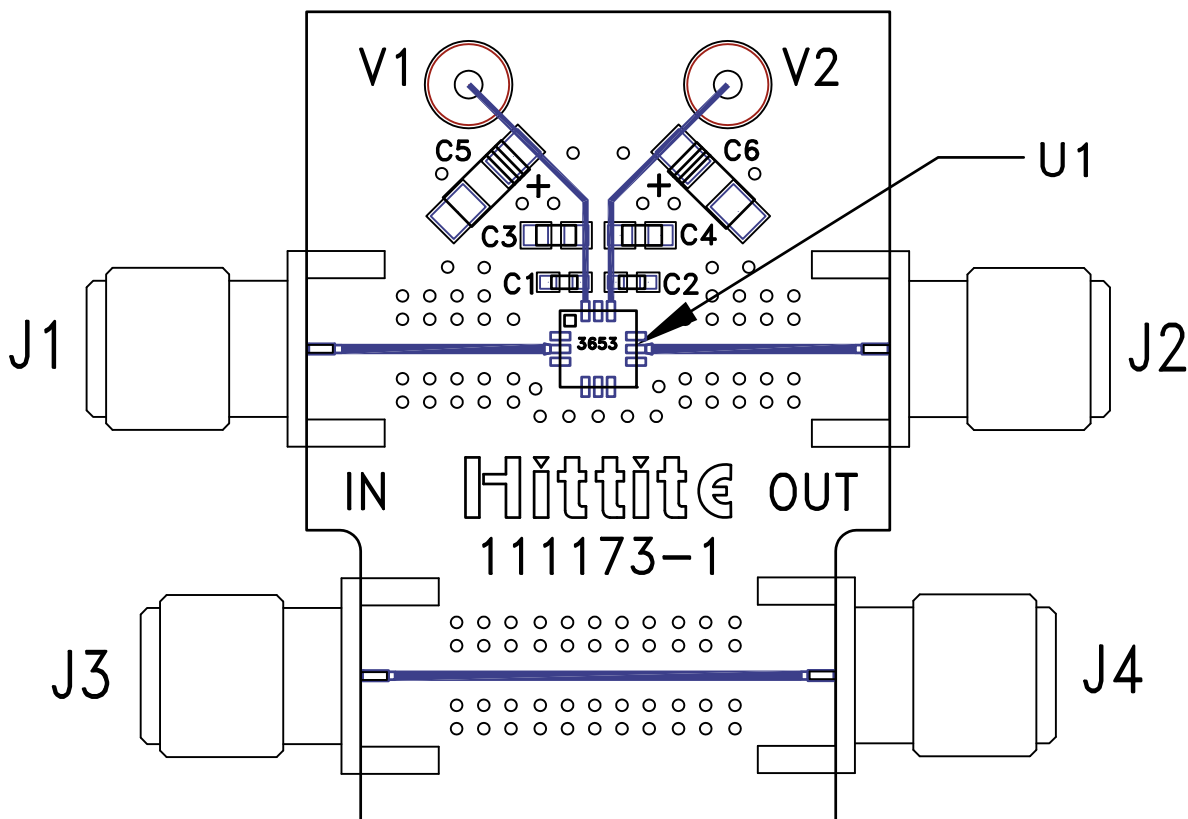 V1
V2
C5
C6
U1
+
+
C3
C4
C1
C2
J1
3653
J2
IN
Hittite
OUT
111173-1
J3
J4